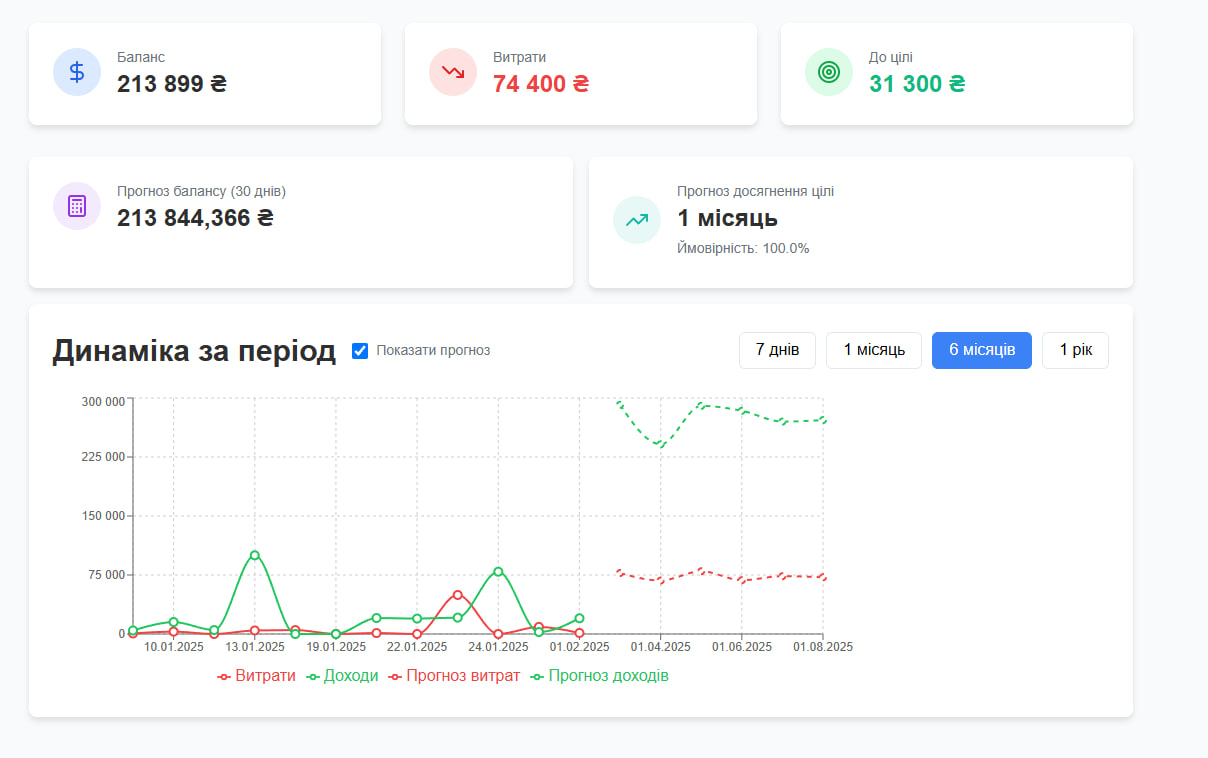 Баланс
213 899 ₴
Витрати
74 400 ₴
До цілі
31 300 ₴
Прогноз балансу (30 днів)
213 844,366 ₴
Прогноз досягнення цілі
1 місяць
Ймовірність: 100.0%
Динаміка за період
Показати прогноз
7 днів
1 місяць
6 місяців
1 рік
300 000
225 000
150 000
75 000
0
10.01.2025
13.01.2025
19.01.2025
22.01.2025
24.01.2025
01.02.2025
01.04.2025
01.06.2025
01.08.2025
Витрати
Доходи
Прогноз витрат
Прогноз доходів